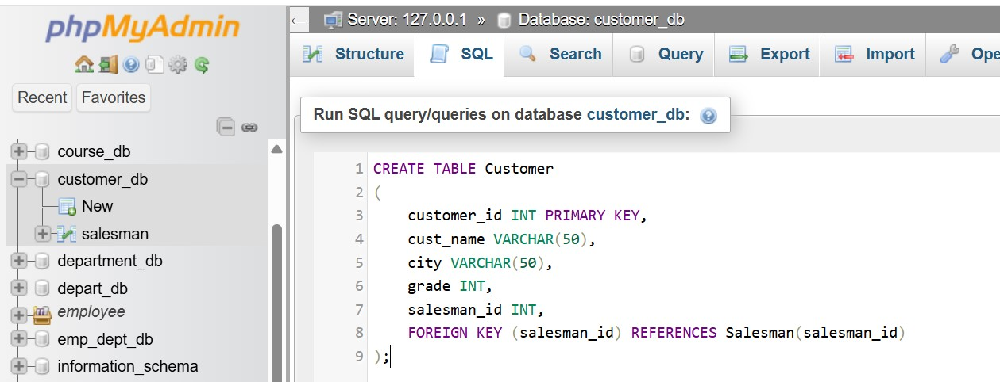 phpMyAdmin
Recent Favorites
course_db
customer_db
New
salesman
department_db
depart_db
employee
emp_dept_db
information_schema
Server: 127.0.0.1 » Database: customer_db
Structure SQL Search Query Export Import Ope
Run SQL query/queries on database customer_db:
1 CREATE TABLE Customer
2 (
3 customer_id INT PRIMARY KEY,
4 cust_name VARCHAR(50),
5 city VARCHAR(50),
6 grade INT,
7 salesman_id INT,
8 FOREIGN KEY (salesman_id) REFERENCES Salesman(salesman_id)
9 );